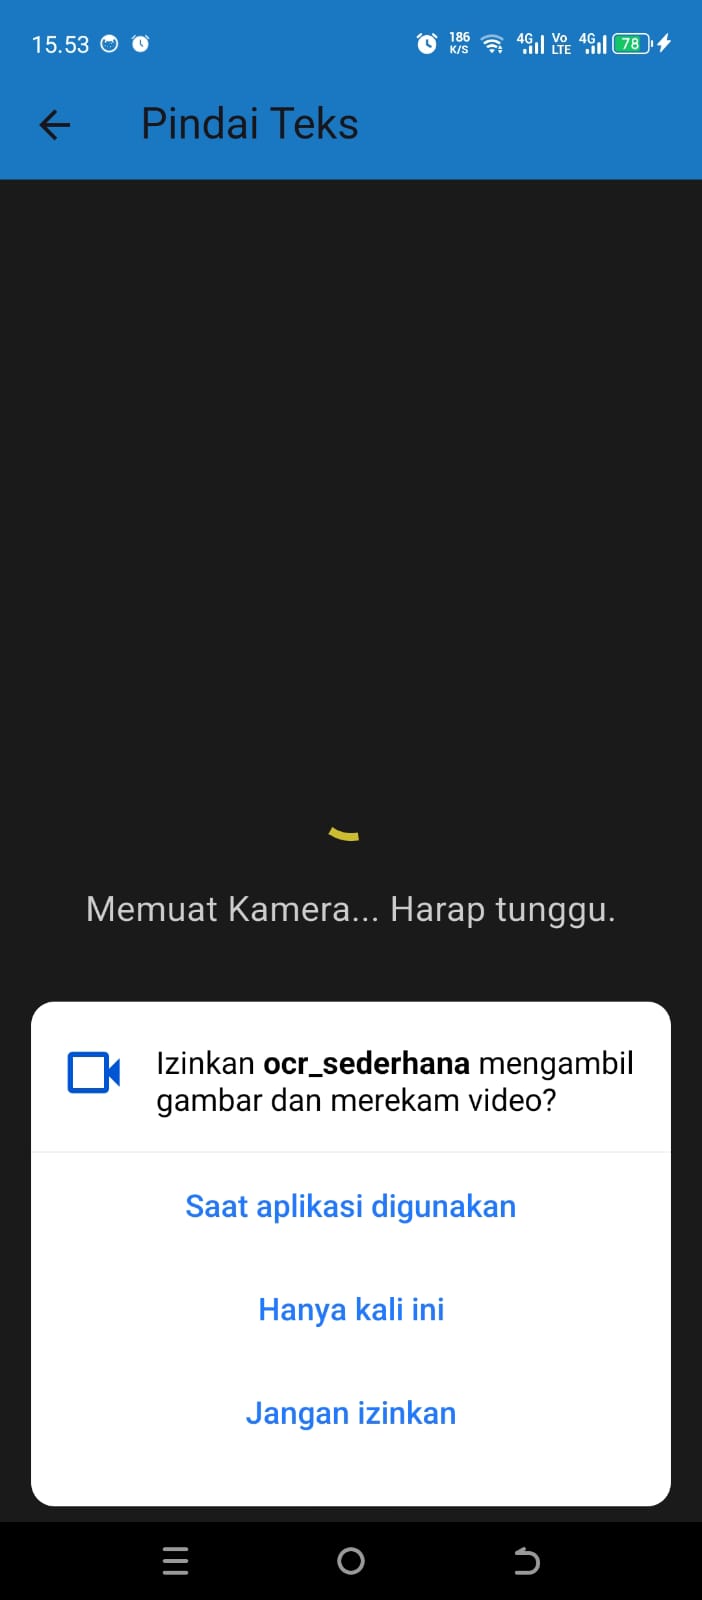 15.53
186
K/S
4G
Vo
LTE
4G
78
Pindai Teks
Memuat Kamera... Harap tunggu.
Izinkan ocr_sederhana mengambil
gambar dan merekam video?
Saat aplikasi digunakan
Hanya kali ini
Jangan izinkan